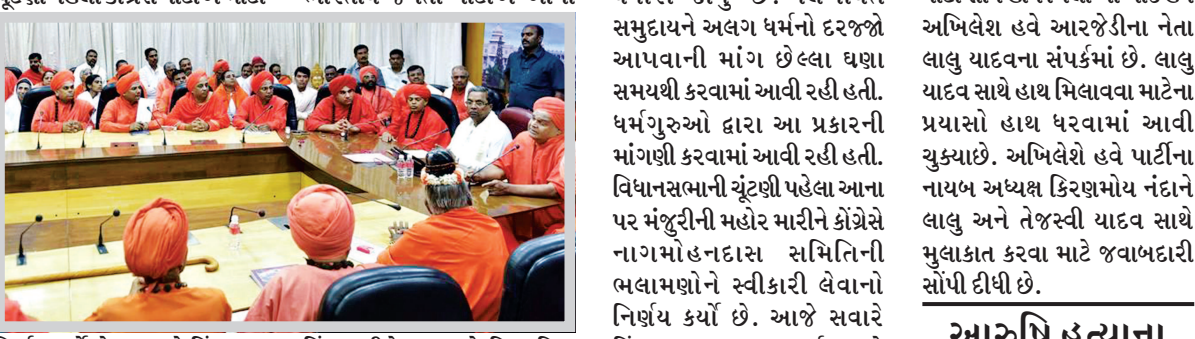 સમુદાયને અલગ ધર્મનો દરજ્જો
આપવાની માંગ છેલ્લા ઘણા
સમયથી કરવામાં આવી રહી હતી.
ધર્મગુરુઓ દ્વારા આ પ્રકારની
માંગણી કરવામાં આવી રહી હતી.
વિધાનસભાની ચૂંટણી પહેલા આના
પર મંજુરીની મહોર મારીને કોંગ્રેસે
નાગમોહનદાસ સમિતિની
ભલામણોને સ્વીકારી લેવાનો
નિર્ણય કર્યો છે. આજે સવારે
અખિલેશ હવે આરજેડીના નેતા
લાલુ યાદવના સંપર્કમાં છે. લાલુ
યાદવ સાથે હાથ મિલાવવા માટેના
પ્રયાસો હાથ ધરવામાં આવી
ચુક્યાછે. અખિલેશે હવે પાર્ટીના
નાયબ અધ્યક્ષ કિરણમોય નંદાને
લાલુ અને તેજસ્વી યાદવ સાથે
મુલાકાત કરવા માટે જવાબદારી
સોંપી દીધી છે.
આરુષિ હત્યાના